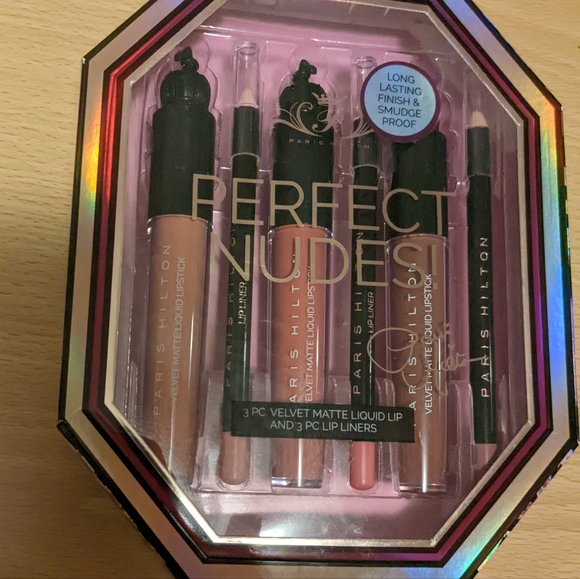 LONG
LASTING
FINISH &
SMUDGE
PROOF
PARIS HILTON
PERFECT
NUDES!
PARIS HILTON
VELVET MATTE LIQUID LIPSTICK
PARIS HILTON
LIP LINER
PARIS HILTON
VELVET MATTE LIQUID LIPSTICK
PARIS HILTON
LIP LINER
PARIS HILTON
VELVET MATTE LIQUID LIPSTICK
PARIS HILTON
3 PC. VELVET MATTE LIQUID LIP
AND 3 PC LIP LINERS